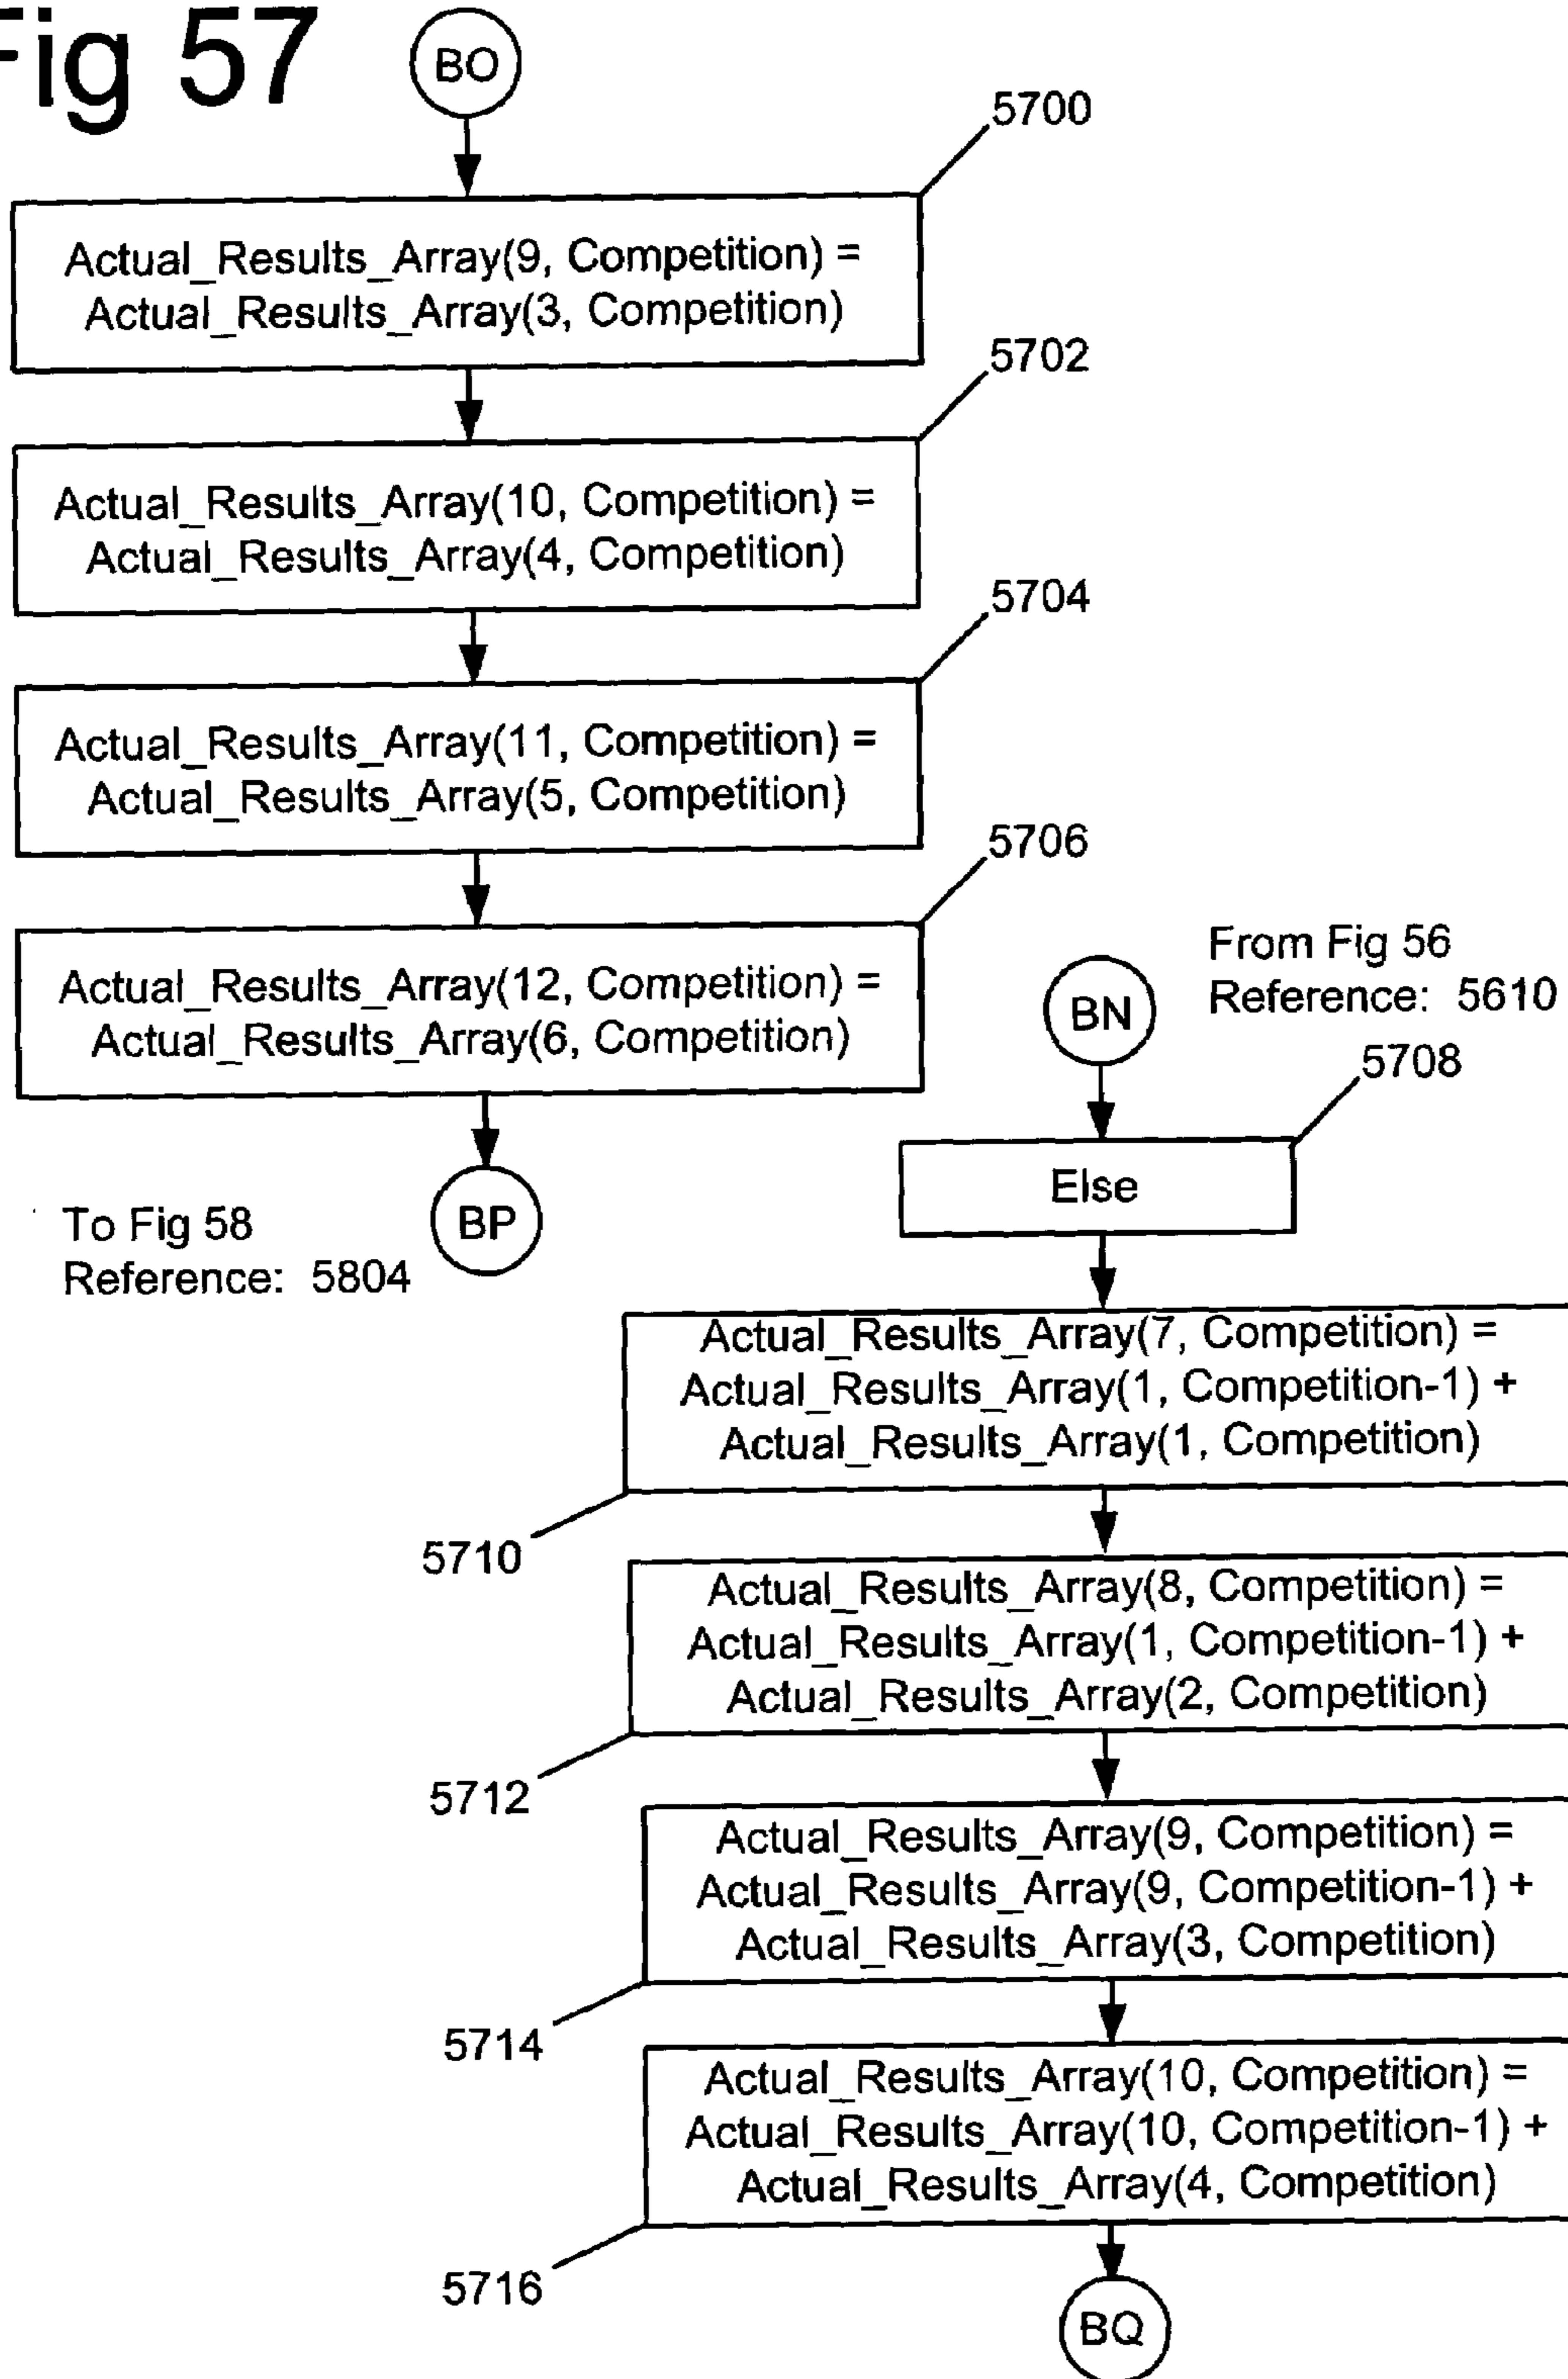 Fig 57
BO
5700
Actual_Results_Array(9, Competition) =
Actual_Results_Array(3, Competition)
5702
Actual_Results_Array(10, Competition) =
Actual_Results_Array(4, Competition)
5704
Actual_Results_Array(11, Competition) =
Actual_Results_Array(5, Competition)
5706
Actual_Results_Array(12, Competition) =
Actual_Results_Array(6, Competition)
BP
To Fig 58
Reference: 5804
From Fig 56
Reference: 5610
BN
5708
Else
Actual_Results_Array(7, Competition) =
Actual_Results_Array(1, Competition-1) +
Actual_Results_Array(1, Competition)
5710
Actual_Results_Array(8, Competition) =
Actual_Results_Array(1, Competition-1) +
Actual_Results_Array(2, Competition)
5712
Actual_Results_Array(9, Competition) =
Actual_Results_Array(9, Competition-1) +
Actual_Results_Array(3, Competition)
5714
Actual_Results_Array(10, Competition) =
Actual_Results_Array(10, Competition-1) +
Actual_Results_Array(4, Competition)
5716
BQ